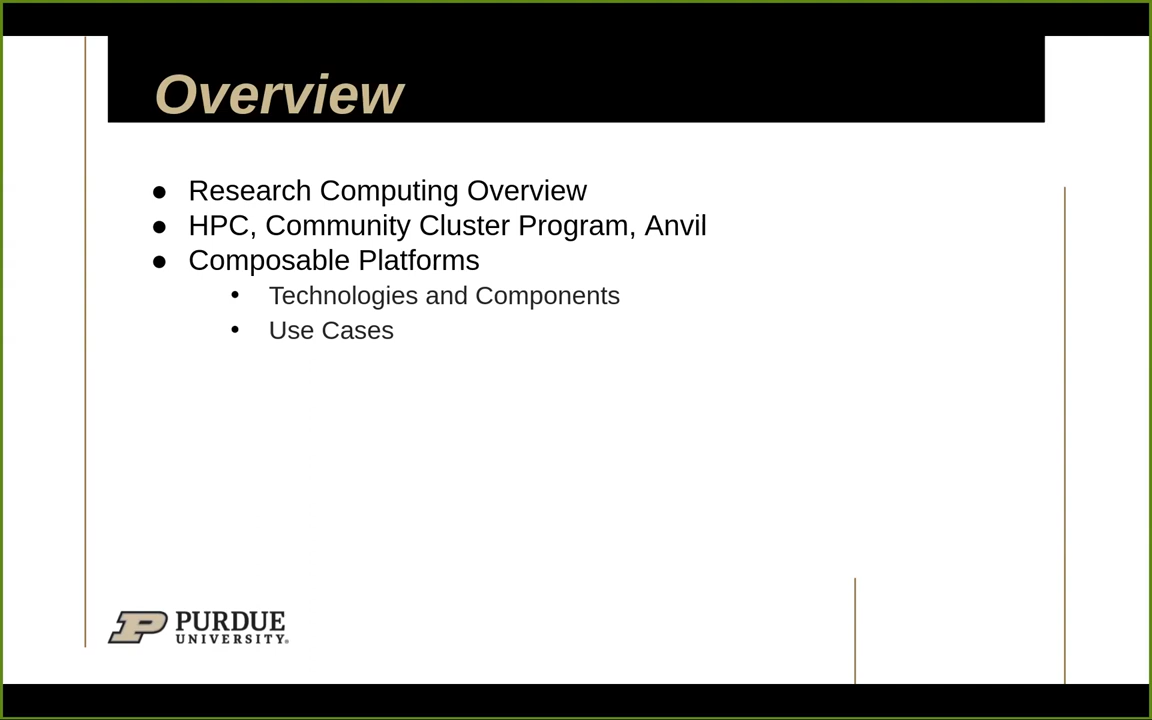 Overview
● Research Computing Overview
● HPC, Community Cluster Program, Anvil
● Composable Platforms
• Technologies and Components
• Use Cases
PURDUE
UNIVERSITY®